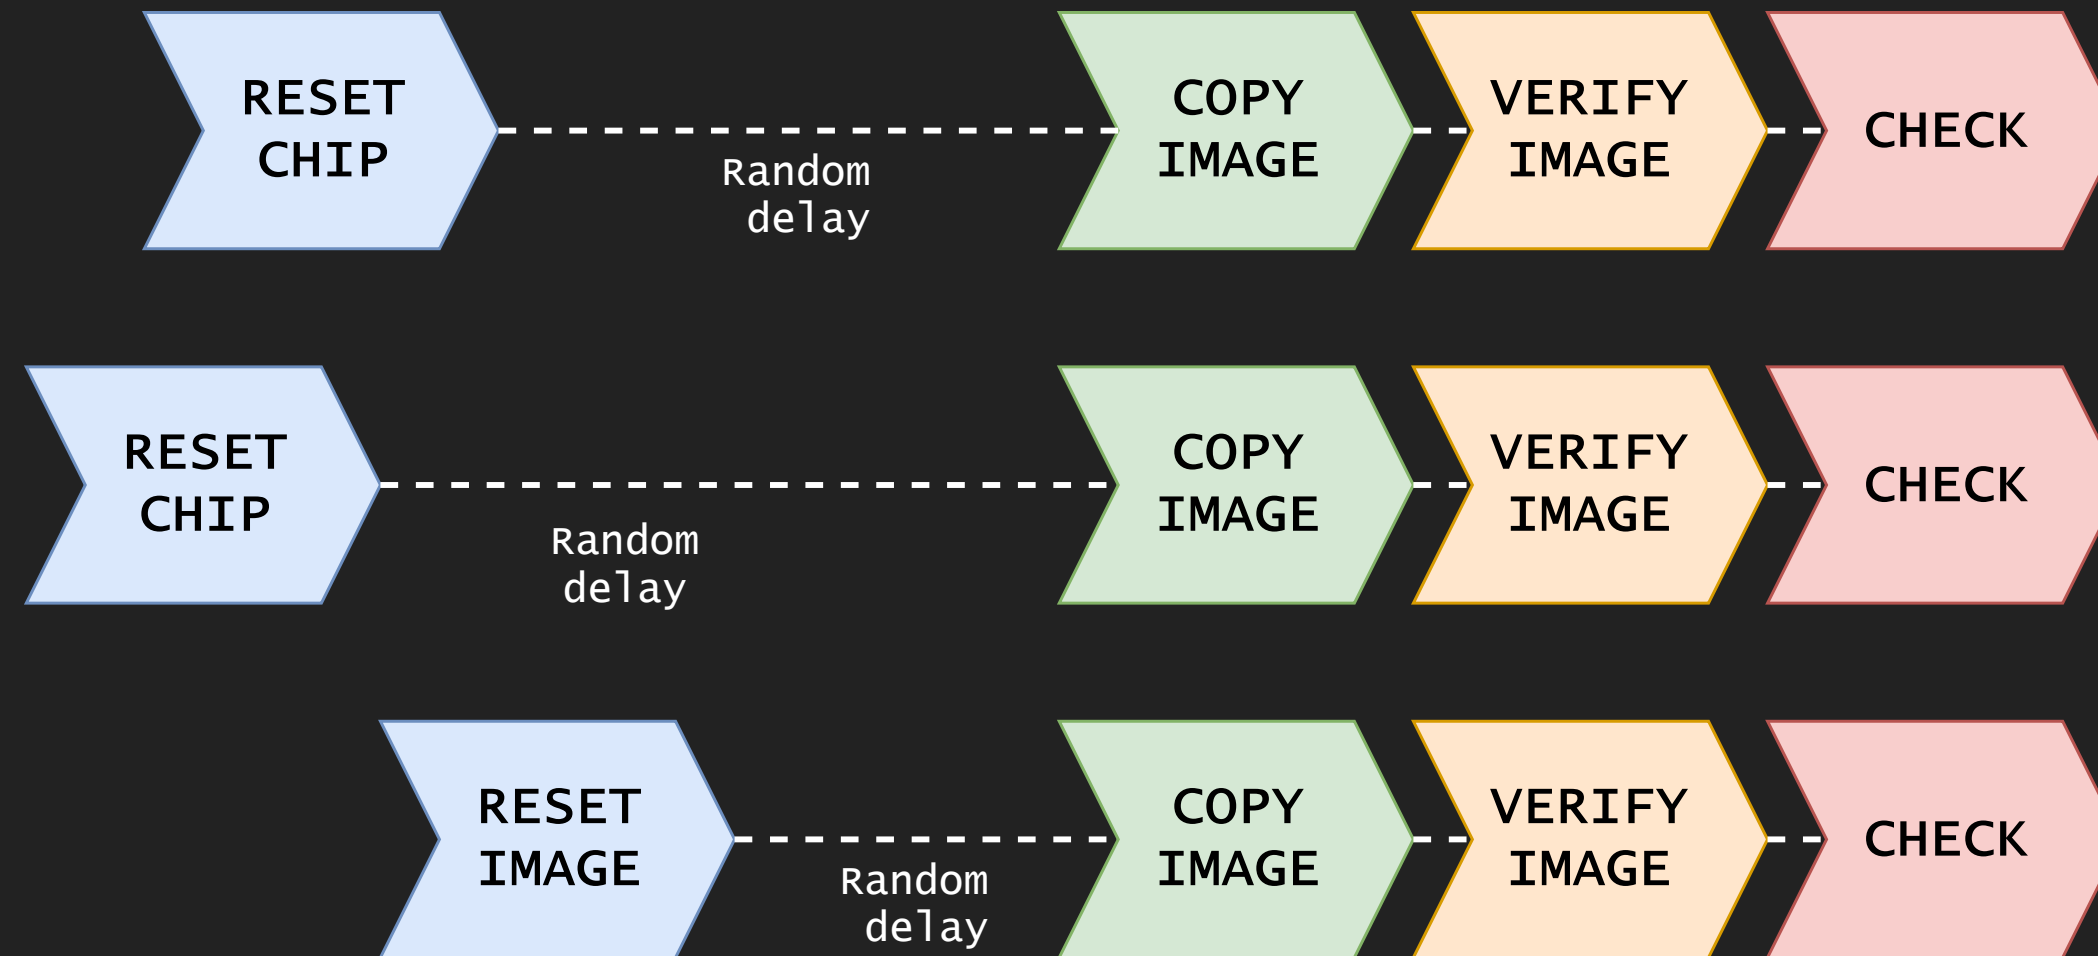 RESET
CHIP
Random
delay
COPY
IMAGE
VERIFY
IMAGE
CHECK
RESET
CHIP
Random
delay
COPY
IMAGE
VERIFY
IMAGE
CHECK
RESET
IMAGE
Random
delay
COPY
IMAGE
VERIFY
IMAGE
CHECK